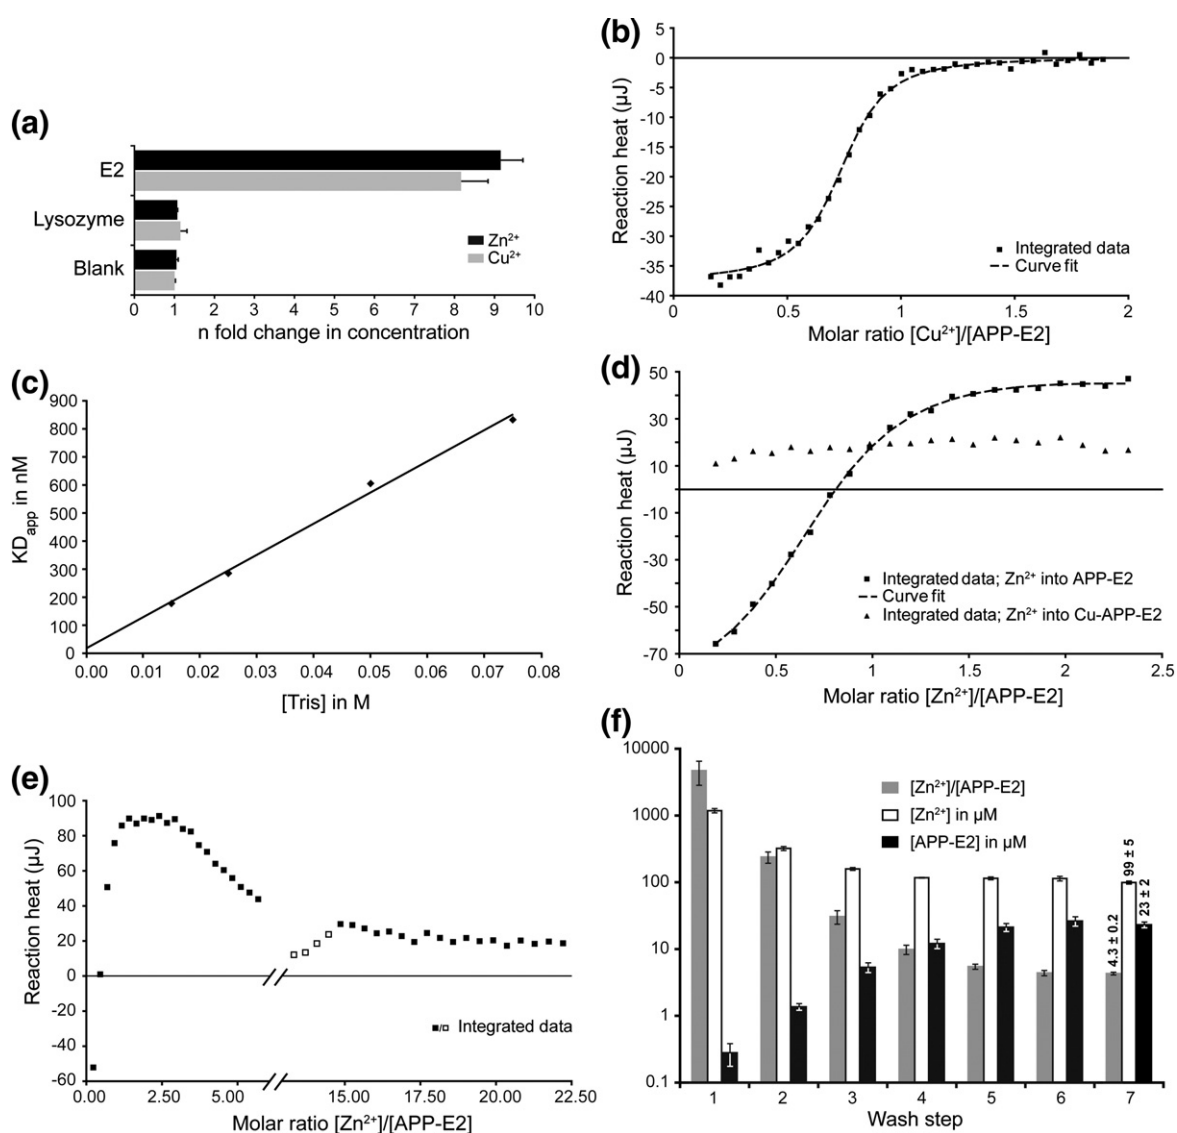 (a)
E2
Lysozyme
Blank
Zn²⁺
Cu²⁺
0 1 2 3 4 5 6 7 8 9 10
n fold change in concentration
(b)
5
0
-5
-10
-15
-20
-25
-30
-35
-40
Reaction heat (µJ)
Integrated data
Curve fit
0 0.5 1 1.5 2
Molar ratio [Cu²⁺]/[APP-E2]
(c)
900
800
700
600
500
400
300
200
100
0
KD_app in nM
0.00 0.01 0.02 0.03 0.04 0.05 0.06 0.07 0.08
[Tris] in M
(d)
50
30
10
-10
-30
-50
-70
Reaction heat (µJ)
Integrated data; Zn²⁺ into APP-E2
Curve fit
Integrated data; Zn²⁺ into Cu-APP-E2
0 0.5 1 1.5 2 2.5
Molar ratio [Zn²⁺]/[APP-E2]
(e)
100
80
60
40
20
0
-20
-40
-60
Reaction heat (µJ)
Integrated data
0.00 2.50 5.00 15.00 17.50 20.00 22.50
Molar ratio [Zn²⁺]/[APP-E2]
(f)
10000
1000
100
10
1
0.1
[Zn²⁺]/[APP-E2]
[Zn²⁺] in µM
[APP-E2] in µM
4.3 ± 0.2
99 ± 5
23 ± 2
1 2 3 4 5 6 7
Wash step